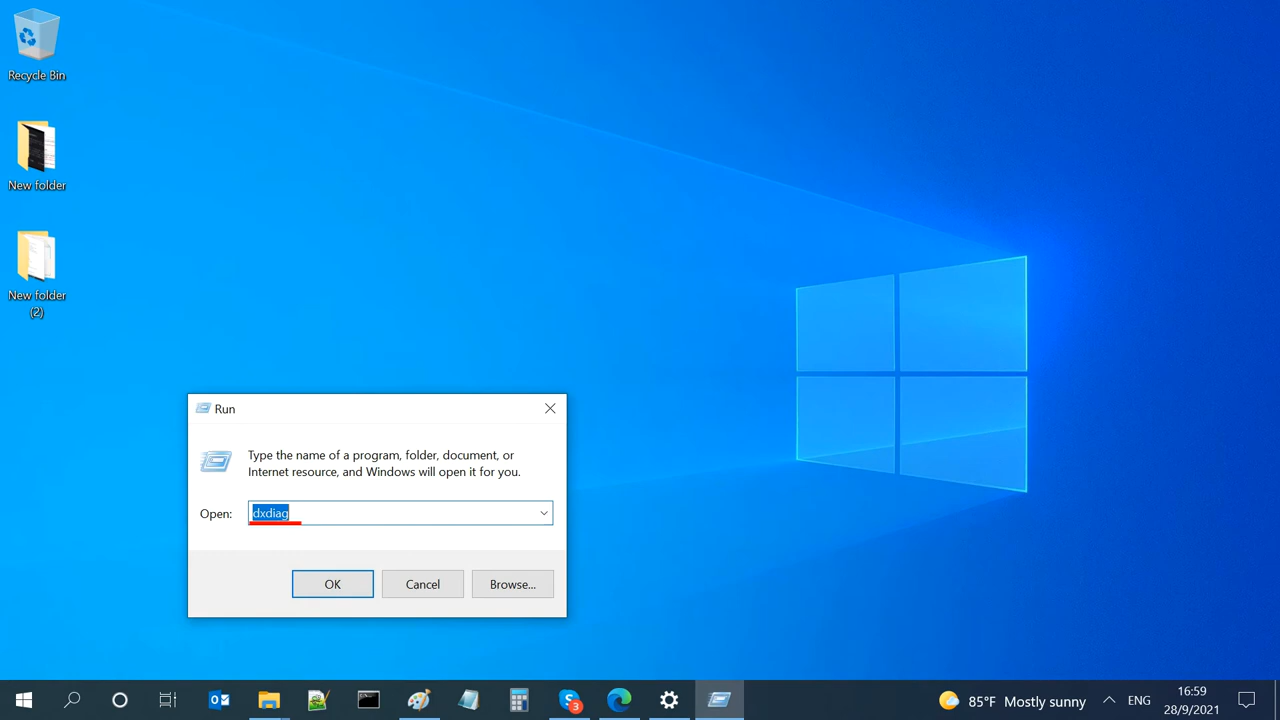 Recycle Bin
New folder
New folder
(2)
Run
Type the name of a program, folder, document, or
Internet resource, and Windows will open it for you.
Open: dxdiag
OK Cancel Browse...
3
85°F Mostly sunny
ENG
16:59
28/9/2021